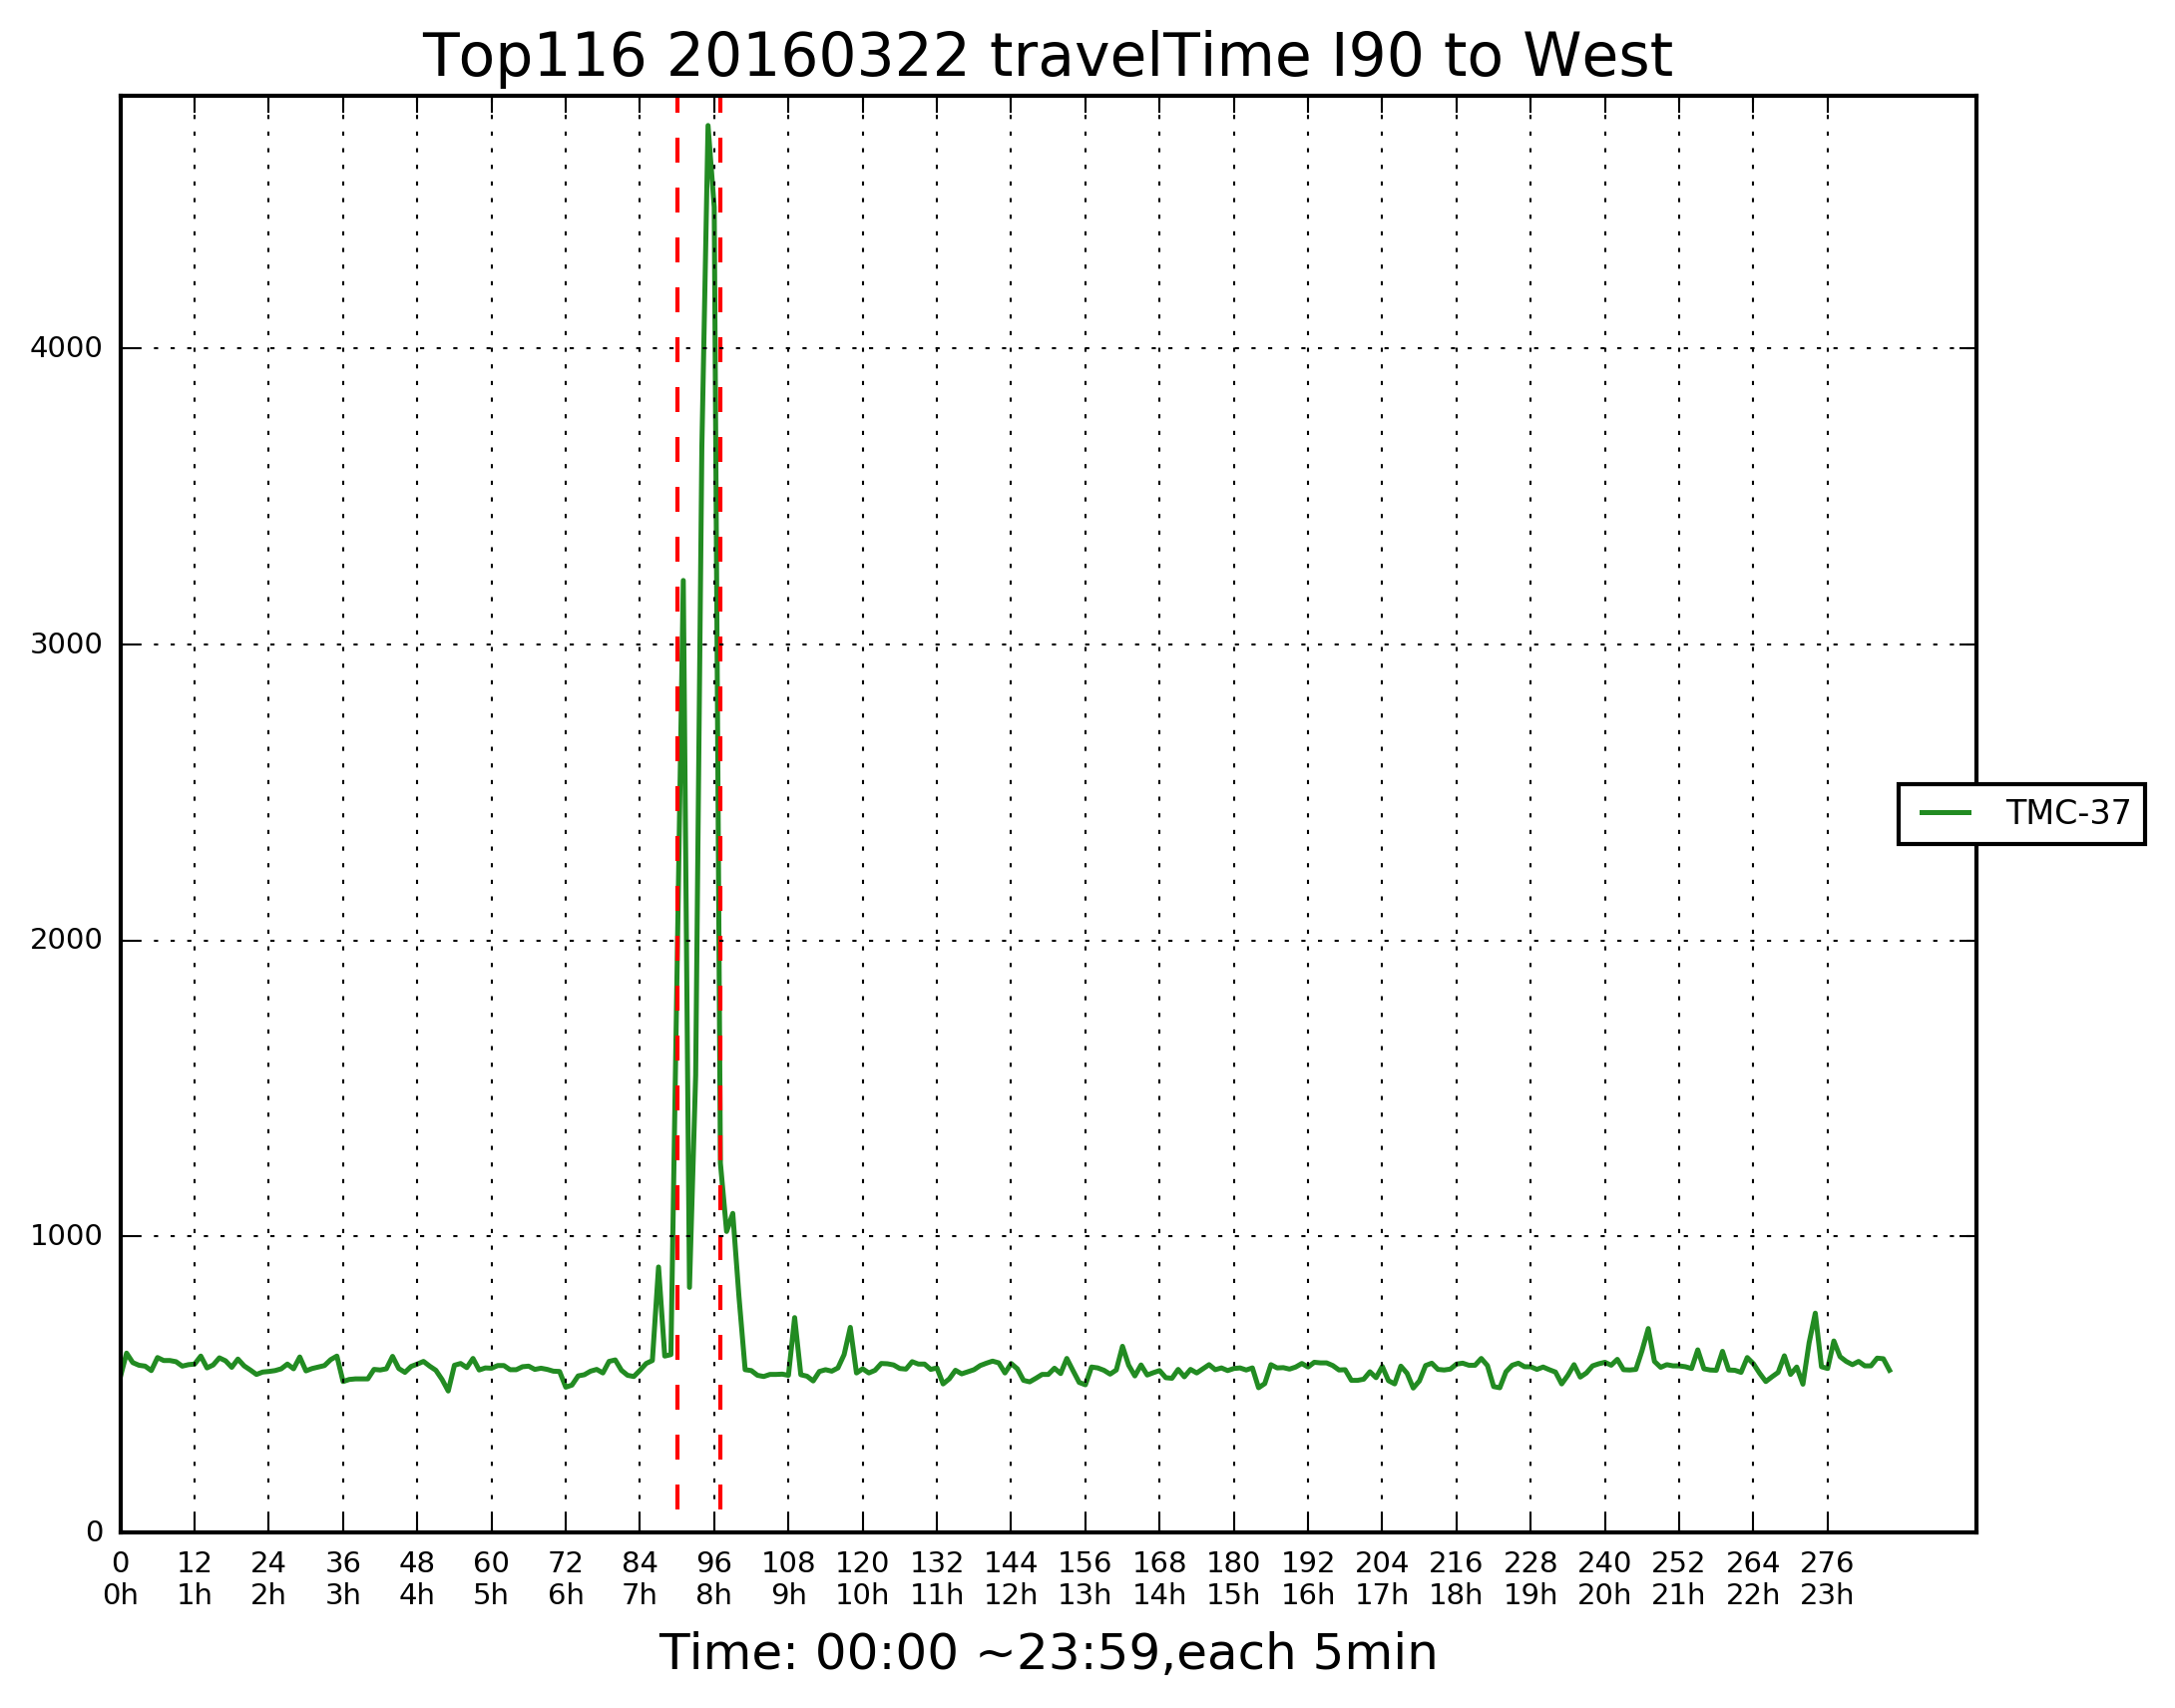 Top116 20160322 travelTime I90 to West
4000
3000
2000
1000
0
TMC-37
0 12 24 36 48 60 72 84 96 108 120 132 144 156 168 180 192 204 216 228 240 252 264 276
0h 1h 2h 3h 4h 5h 6h 7h 8h 9h 10h 11h 12h 13h 14h 15h 16h 17h 18h 19h 20h 21h 22h 23h
Time: 00:00 ~23:59,each 5min